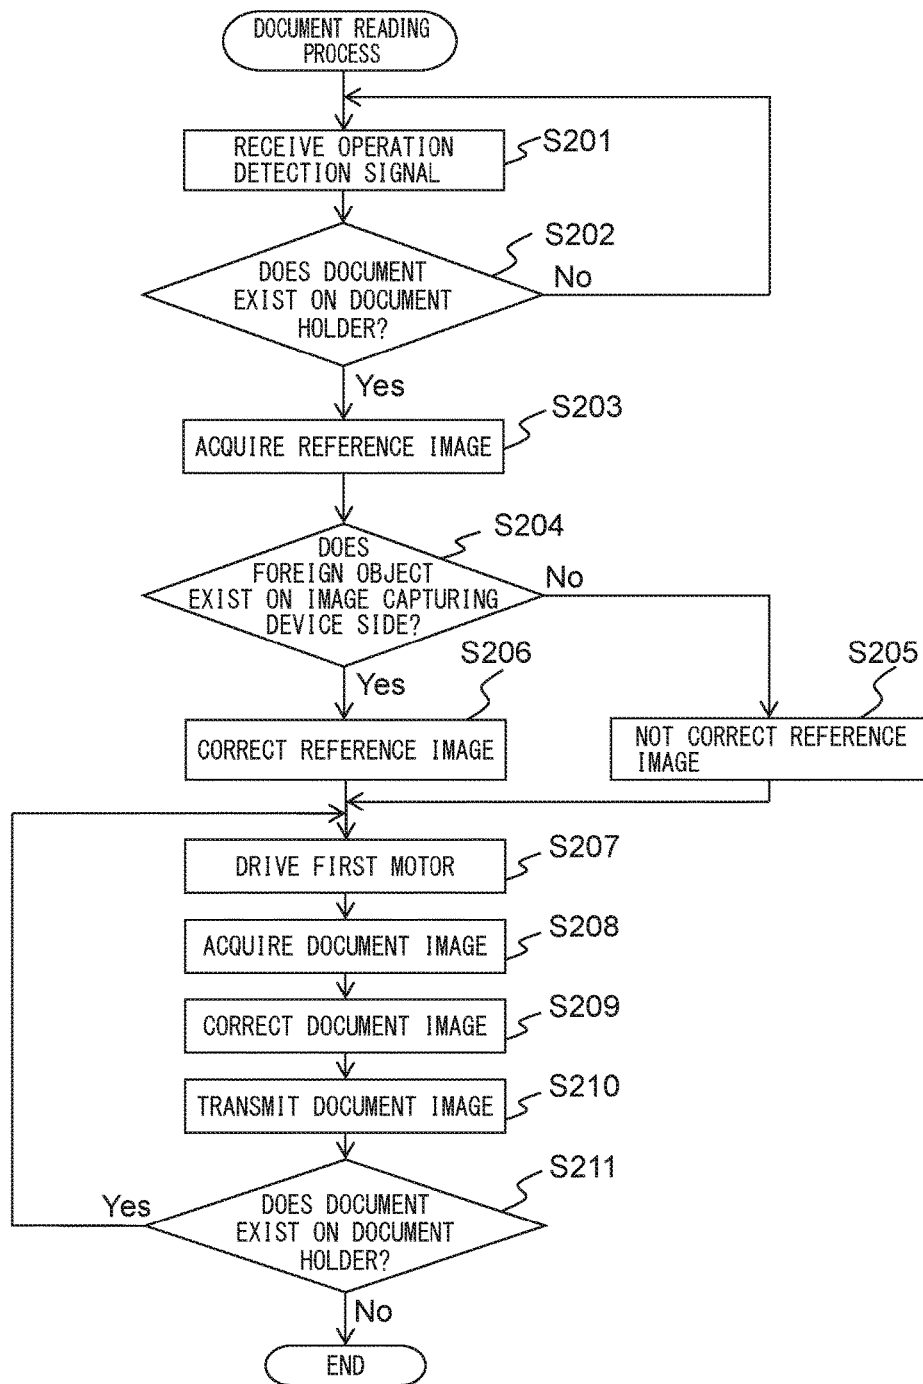 DOCUMENT READING
PROCESS
RECEIVE OPERATION
DETECTION SIGNAL
S201
S202
DOES DOCUMENT
EXIST ON DOCUMENT
HOLDER?
No
Yes
S203
ACQUIRE REFERENCE IMAGE
S204
DOES
FOREIGN OBJECT
EXIST ON IMAGE CAPTURING
DEVICE SIDE?
No
Yes
S206
S205
CORRECT REFERENCE IMAGE
NOT CORRECT REFERENCE
IMAGE
S207
DRIVE FIRST MOTOR
S208
ACQUIRE DOCUMENT IMAGE
S209
CORRECT DOCUMENT IMAGE
S210
TRANSMIT DOCUMENT IMAGE
S211
Yes
DOES DOCUMENT
EXIST ON DOCUMENT
HOLDER?
No
END